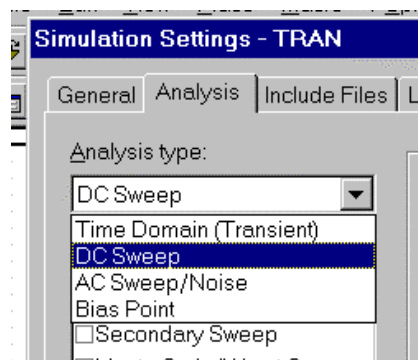 Simulation Settings - TRAN
General Analysis Include Files
Analysis type:
DC Sweep
Time Domain (Transient)
DC Sweep
AC Sweep/Noise
Bias Point
Secondary Sweep